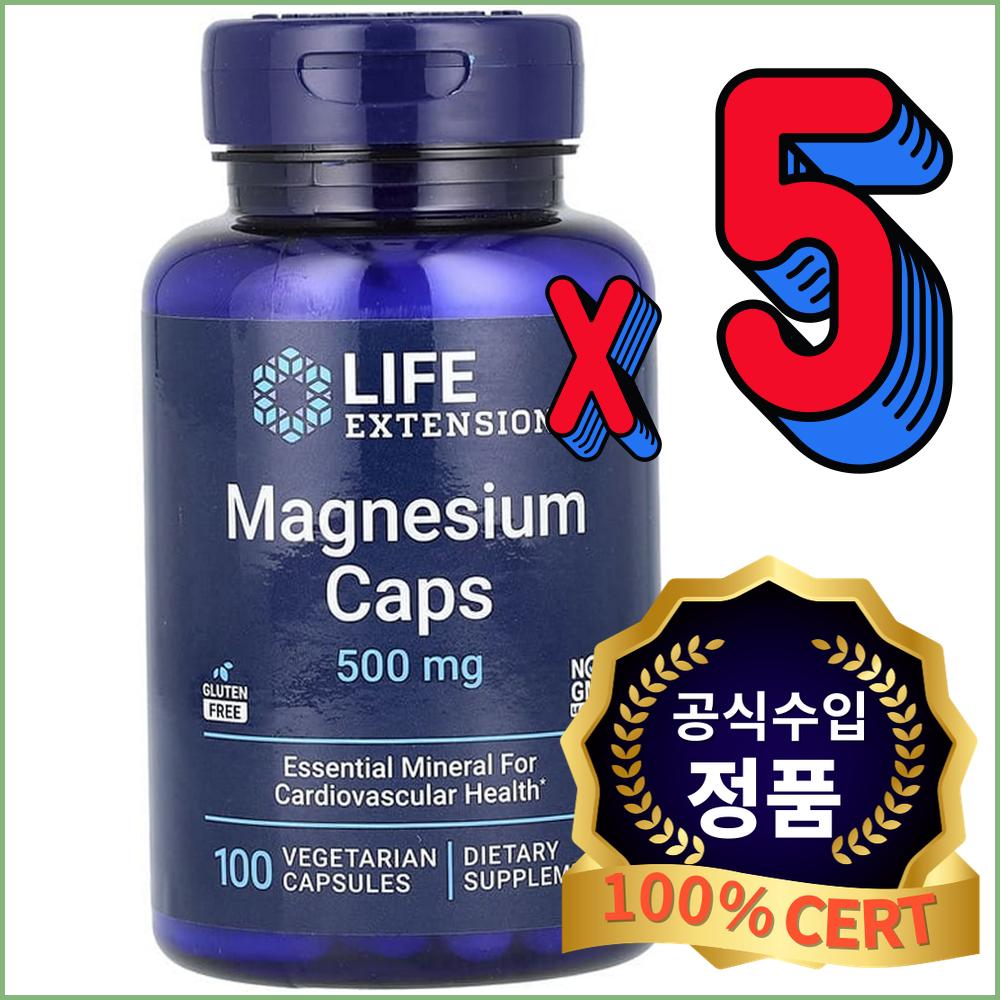 LIFE
EXTENSION
x 5
Magnesium
Caps
500 mg
GLUTEN
FREE
Essential Mineral For
Cardiovascular Health*
100 VEGETARIAN
CAPSULES
DIETARY
공식수입
정품
100% CERT